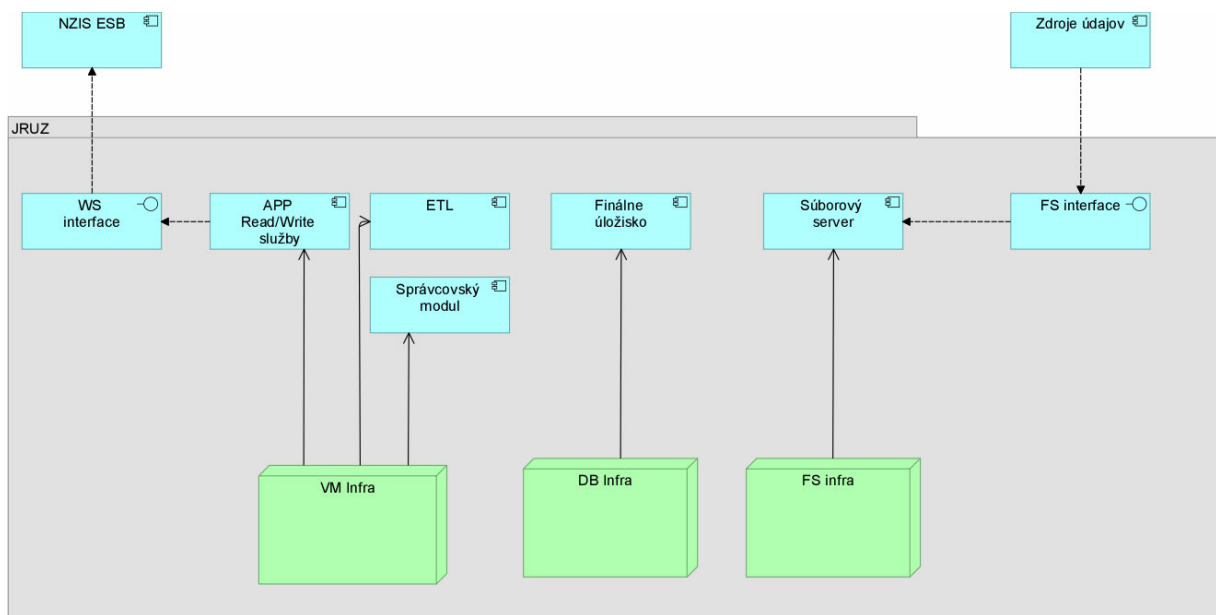 NZIS ESB
Zdroje údajov
JRUZ
WS
interface
APP
Read/Write
služby
ETL
Finálne
úložisko
Súborový
server
FS interface
Správcovský
modul
VM Infra
DB Infra
FS infra